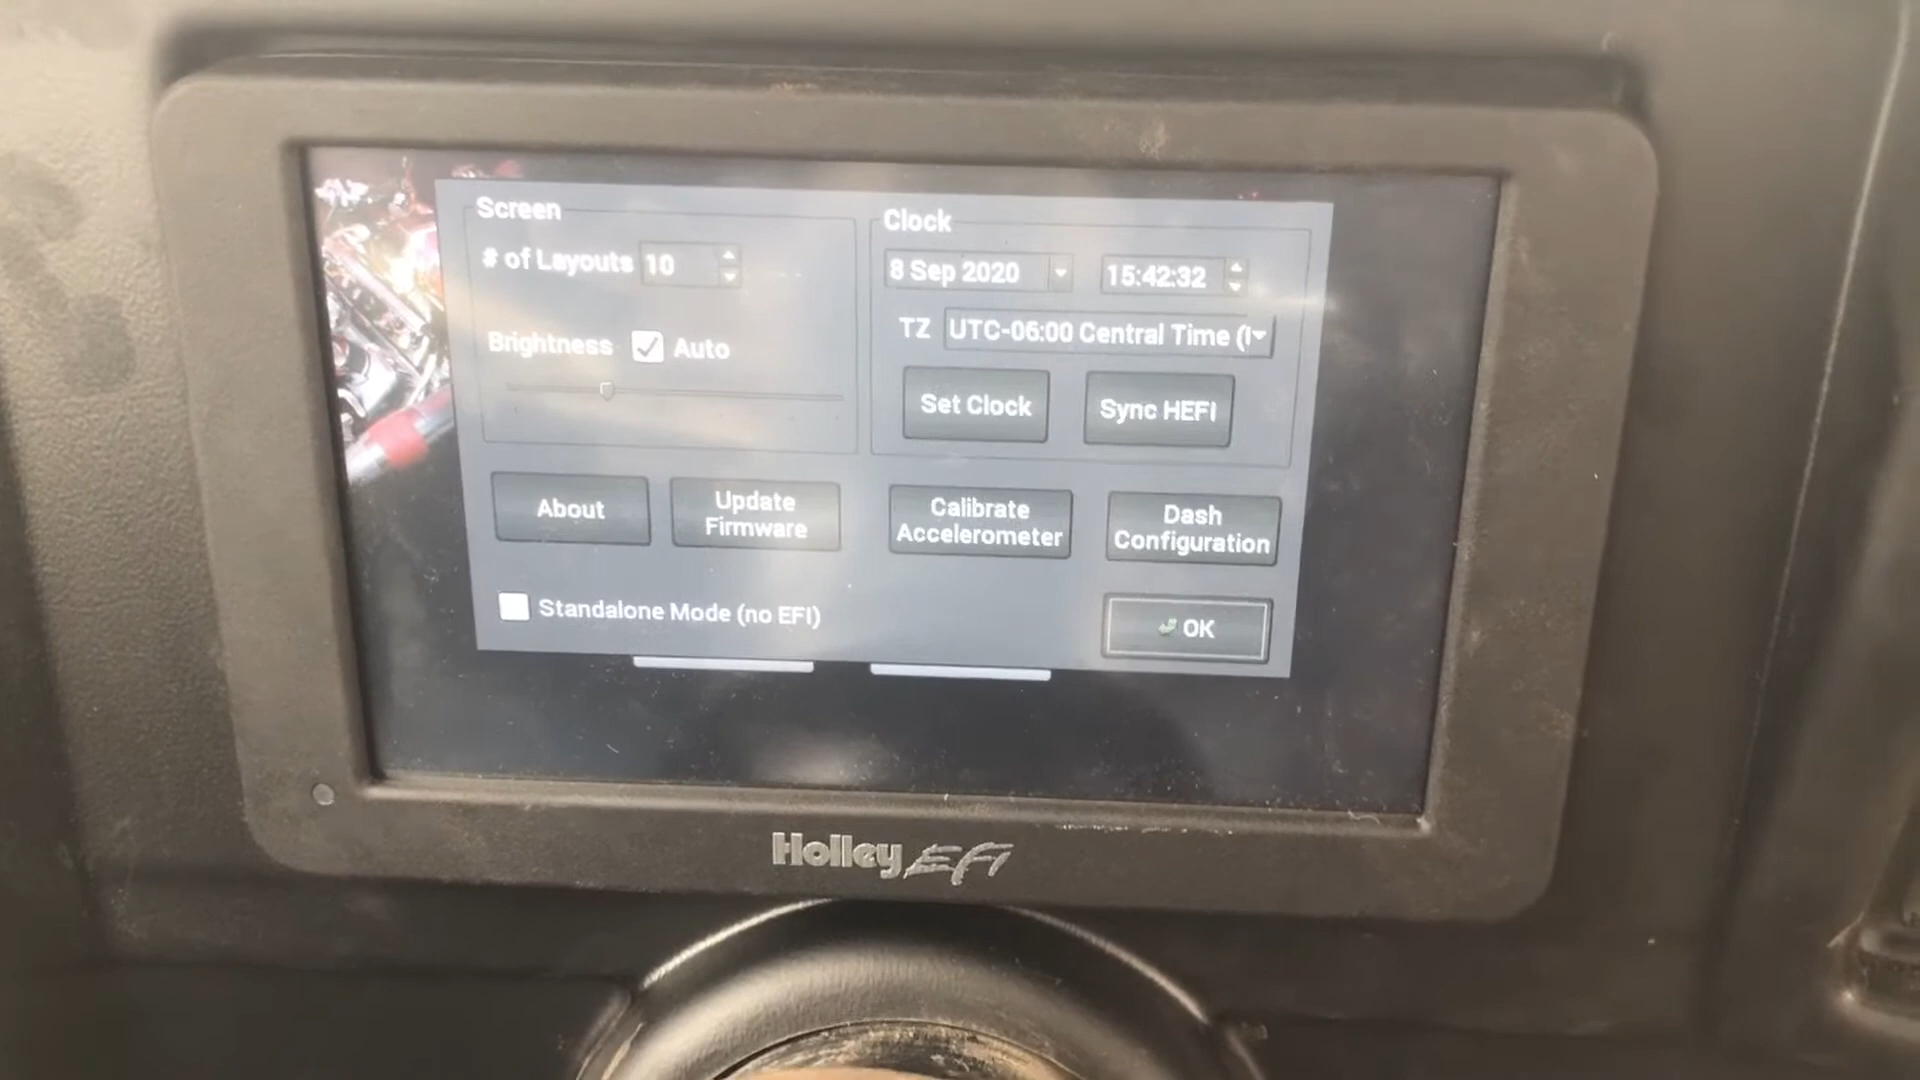 Screen
# of Layouts 10
Brightness Auto
Clock
8 Sep 2020 15:42:32
TZ UTC-06:00 Central Time (
Set Clock Sync HEFI
About
Update
Firmware
Calibrate
Accelerometer
Dash
Configuration
Standalone Mode (no EFI)
OK
Holley EFI